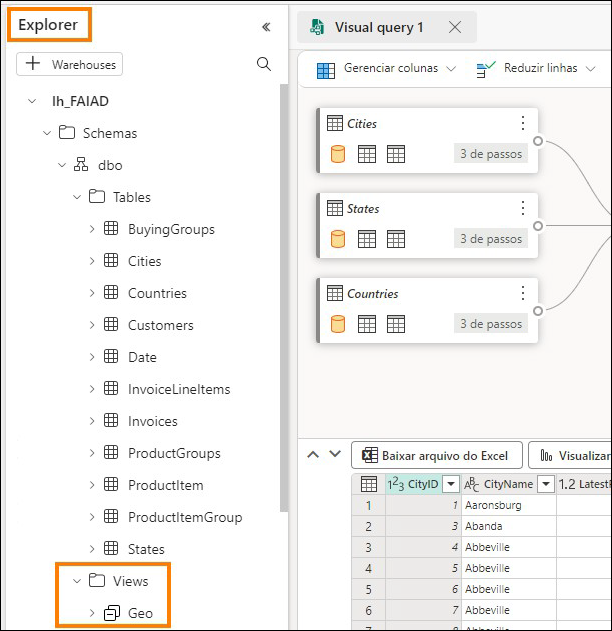 Explorer
Visual query 1
Warehouses
Gerenciar colunas
Reduzir linhas
lh_FAIAD
Schemas
dbo
Tables
BuyingGroups
Cities
Countries
Customers
Date
InvoiceLineItems
Invoices
ProductGroups
ProductItem
ProductItemGroup
States
Views
Geo
Cities
3 de passos
States
3 de passos
Countries
3 de passos
Baixar arquivo do Excel
Visualizar
123 CityID
ABC CityName
1.2 LatestR
1 1 Aaronsburg
2 3 Abanda
3 4 Abbeville
4 5 Abbeville
5 6 Abbeville
6 7 Abbeville
7 8 Abbeville